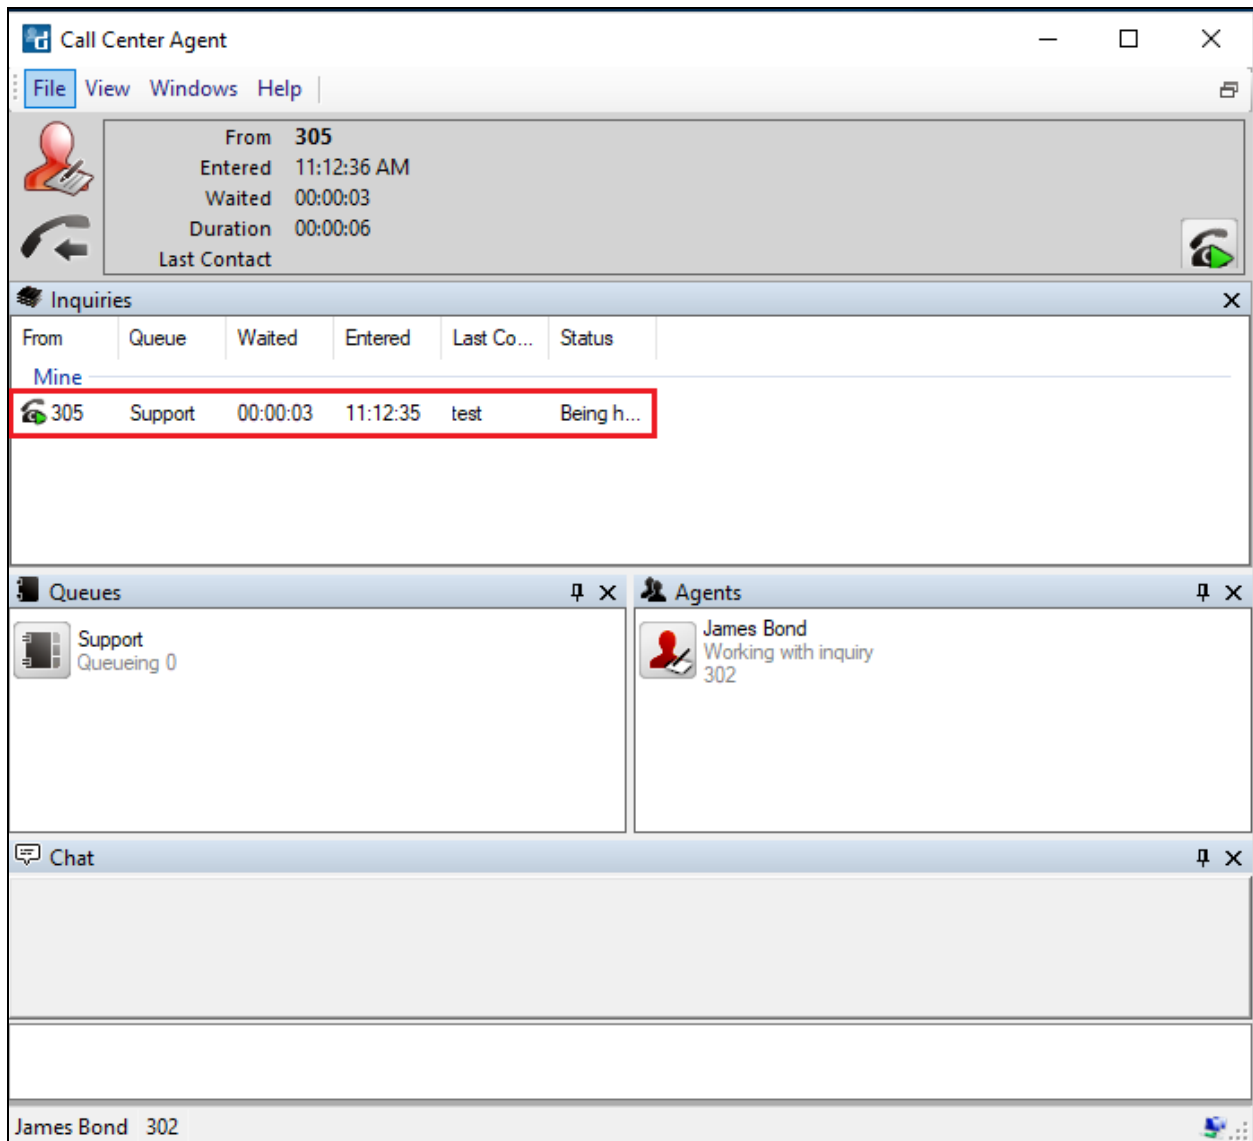 Call Center Agent
File View Windows Help
From 305
Entered 11:12:36 AM
Waited 00:00:03
Duration 00:00:06
Last Contact
Inquiries
From Queue Waited Entered Last Co... Status
Mine
305 Support 00:00:03 11:12:35 test Being h...
Queues
Support
Queueing 0
Agents
James Bond
Working with inquiry
302
Chat
James Bond 302